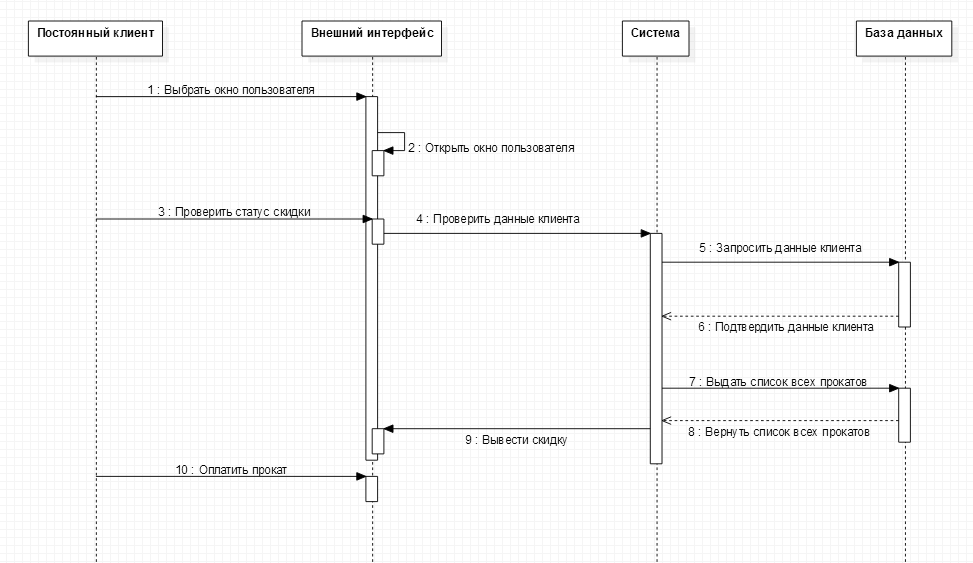 Постоянный клиент
Внешний интерфейс
Система
База данных
1 : Выбрать окно пользователя
2 : Открыть окно пользователя
3 : Проверить статус скидки
4 : Проверить данные клиента
5 : Запросить данные клиента
6 : Подтвердить данные клиента
7 : Выдать список всех прокатов
8 : Вернуть список всех прокатов
9 : Вывести скидку
10 : Оплатить прокат